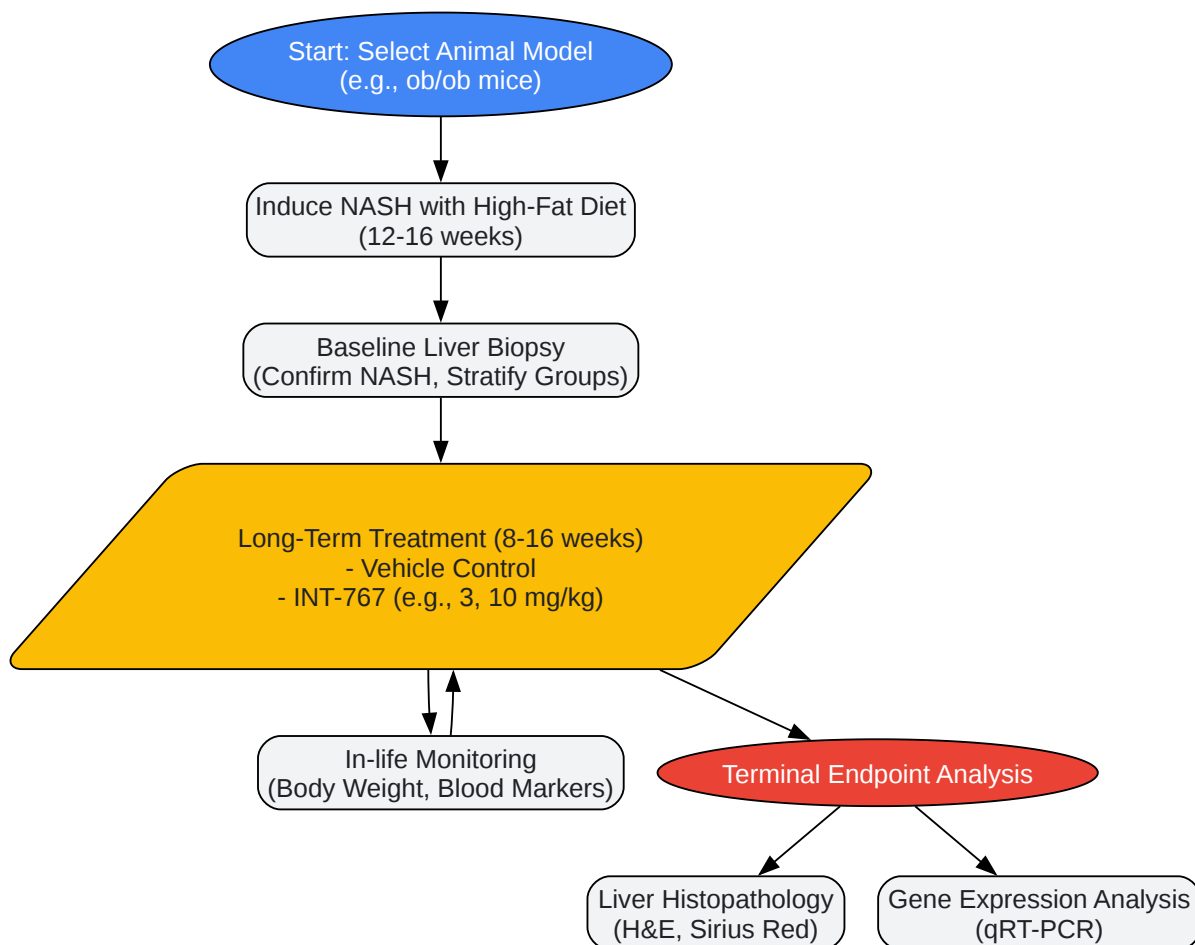 Start: Select Animal Model
(e.g., ob/ob mice)
Induce NASH with High-Fat Diet
(12-16 weeks)
Baseline Liver Biopsy
(Confirm NASH, Stratify Groups)
Long-Term Treatment (8-16 weeks)
- Vehicle Control
- INT-767 (e.g., 3, 10 mg/kg)
In-life Monitoring
(Body Weight, Blood Markers)
Terminal Endpoint Analysis
Liver Histopathology
(H&E, Sirius Red)
Gene Expression Analysis
(qRT-PCR)